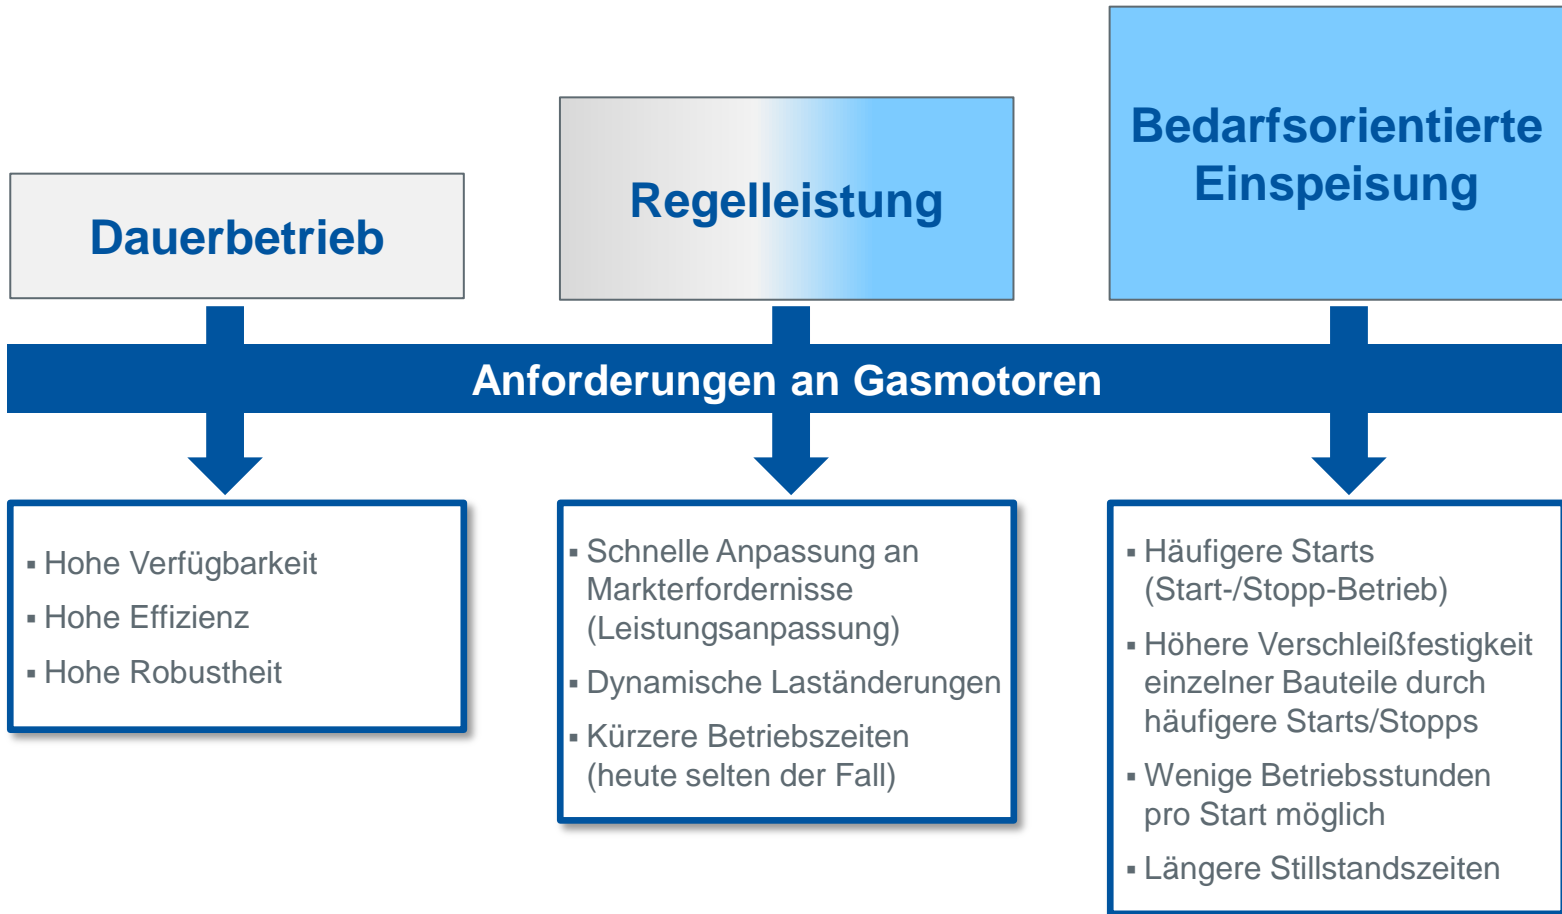 Dauerbetrieb
Regelleistung
Bedarfsorientierte
Einspeisung
Anforderungen an Gasmotoren
▪ Hohe Verfügbarkeit
▪ Hohe Effizienz
▪ Hohe Robustheit
▪ Schnelle Anpassung an
Markterfordernisse
(Leistungsanpassung)
▪ Dynamische Laständerungen
▪ Kürzere Betriebszeiten
(heute selten der Fall)
▪ Häufigere Starts
(Start-/Stopp-Betrieb)
▪ Höhere Verschleißfestigkeit
einzelner Bauteile durch
häufigere Starts/Stopps
▪ Wenige Betriebsstunden
pro Start möglich
▪ Längere Stillstandszeiten